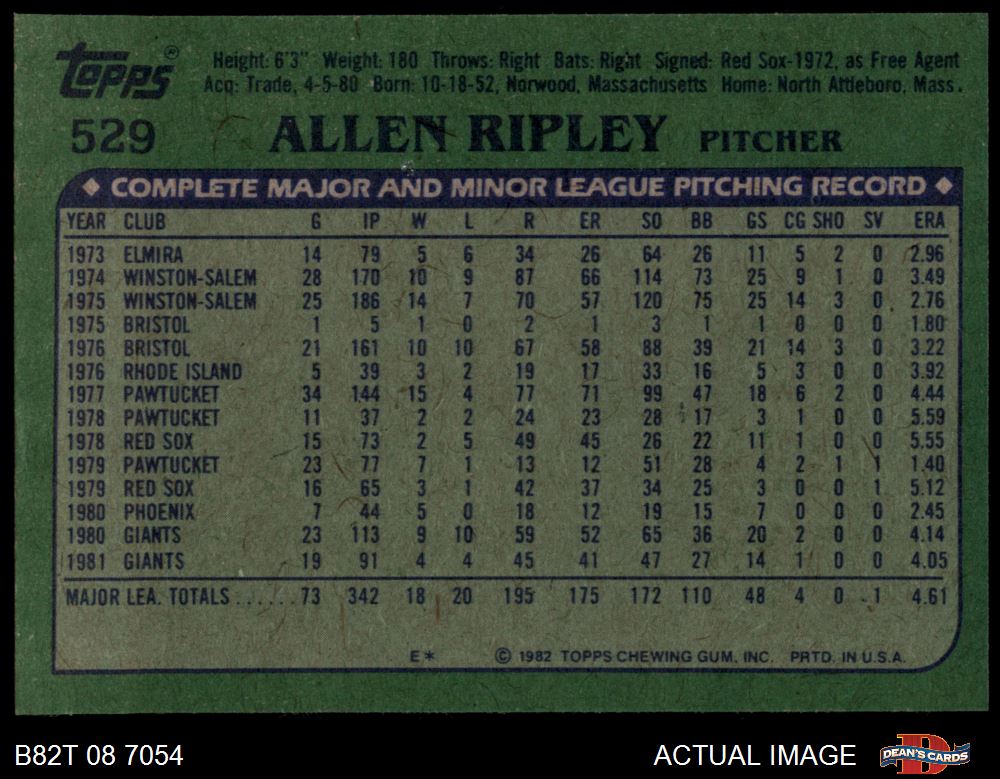 Topps® Height: 6'3" Weight: 180 Throws: Right Bats: Right Signed: Red Sox-1972, as Free Agent
Acq: Trade, 4-5-80 Born: 10-18-52, Norwood, Massachusetts Home: North Attleboro, Mass.
529 ALLEN RIPLEY PITCHER
◆ COMPLETE MAJOR AND MINOR LEAGUE PITCHING RECORD ◆
YEAR CLUB G IP W L R ER SO BB GS CG SHO SV ERA
1973 ELMIRA 14 79 5 6 34 26 64 26 11 5 2 0 2.96
1974 WINSTON-SALEM 28 170 10 9 87 66 114 73 25 9 1 0 3.49
1975 WINSTON-SALEM 25 186 14 7 70 57 120 75 25 14 3 0 2.76
1975 BRISTOL 1 5 1 0 2 1 3 1 1 0 0 0 1.80
1976 BRISTOL 21 161 10 10 67 58 88 39 21 14 3 0 3.22
1976 RHODE ISLAND 5 39 3 2 19 17 33 16 5 3 0 0 3.92
1977 PAWTUCKET 34 144 15 4 77 71 99 47 18 6 2 0 4.44
1978 PAWTUCKET 11 37 2 2 24 23 28 17 3 1 0 0 5.59
1978 RED SOX 15 73 2 5 49 45 26 22 11 1 0 0 5.55
1979 PAWTUCKET 23 77 7 1 13 12 51 28 4 2 1 1 1.40
1979 RED SOX 16 65 3 1 42 37 34 25 3 0 0 1 5.12
1980 PHOENIX 7 44 5 0 18 12 19 15 7 0 0 0 2.45
1980 GIANTS 23 113 9 10 59 52 65 36 20 2 0 0 4.14
1981 GIANTS 19 91 4 4 45 41 47 27 14 1 0 0 4.05
MAJOR LEA. TOTALS ...... 73 342 18 20 195 175 172 110 48 4 0 1 4.61
E* © 1982 TOPPS CHEWING GUM, INC. PRTD. IN U.S.A.
B82T 08 7054 ACTUAL IMAGE DEAN'S CARDS